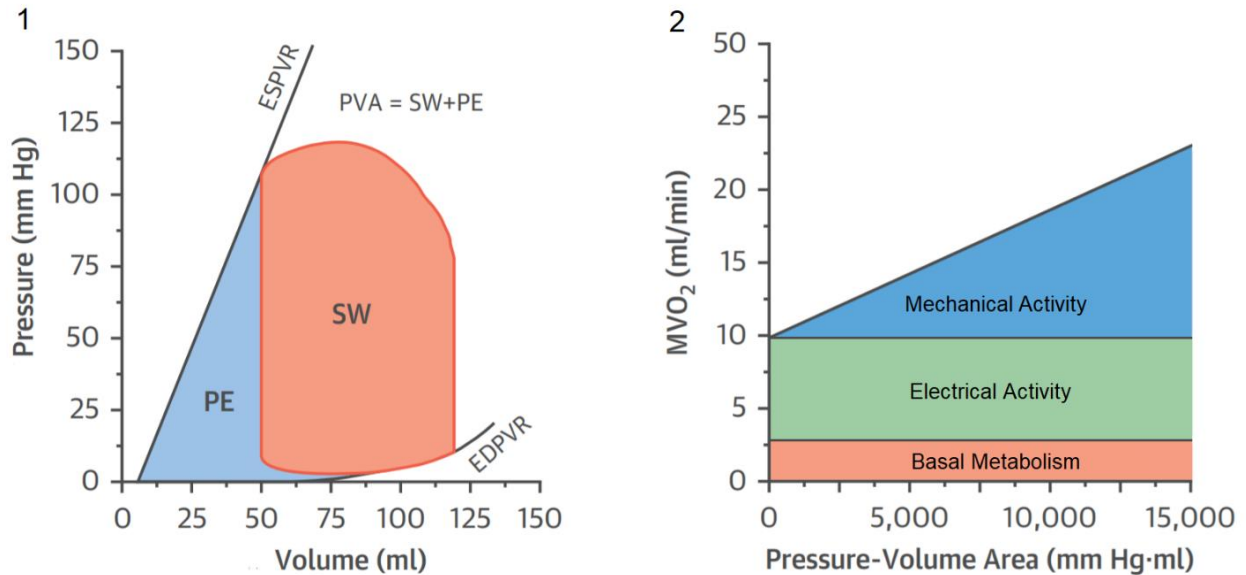 1
150
125
100
75
50
25
0
Pressure (mm Hg)
ESPVR
PVA = SW+PE
PE
SW
EDPVR
0
25
50
75
100
125
150
Volume (ml)
2
50
25
20
15
10
5
0
MVO₂ (ml/min)
Mechanical Activity
Electrical Activity
Basal Metabolism
0
5,000
10,000
15,000
Pressure-Volume Area (mm Hg·ml)